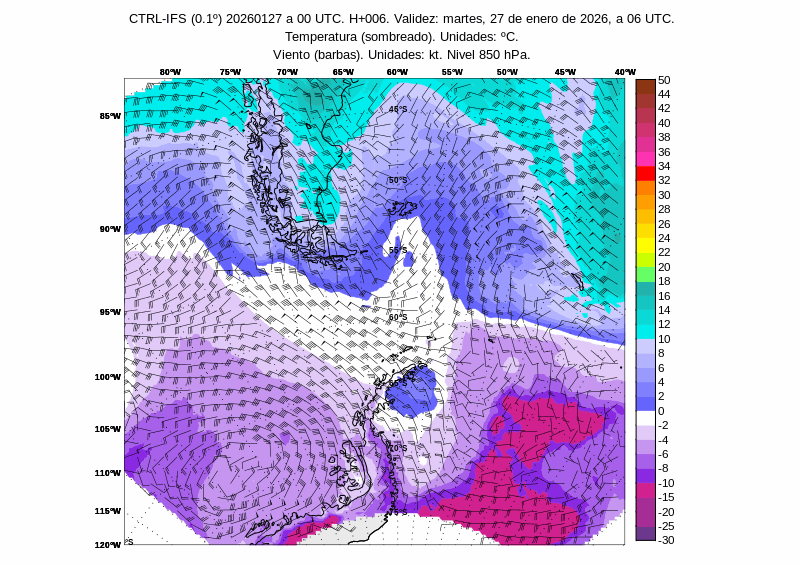 CTRL-IFS (0.1º) 20260127 a 00 UTC. H+006. Validez: martes, 27 de enero de 2026, a 06 UTC.
Temperatura (sombreado). Unidades: ºC.
Viento (barbas). Unidades: kt. Nivel 850 hPa.
80°W 75°W 70°W 65°W 60°W 55°W 50°W 45°W 40°W
50
44
42
40
38
36
34
32
30
28
26
24
22
20
18
16
14
12
10
8
6
4
2
0
-2
-4
-6
-8
-10
-15
-20
-25
-30
85°W
90°W
95°W
100°W
105°W
110°W
115°W
120°W
45°S
50°S
55°S
60°S
65°S
70°S
75°S
°S